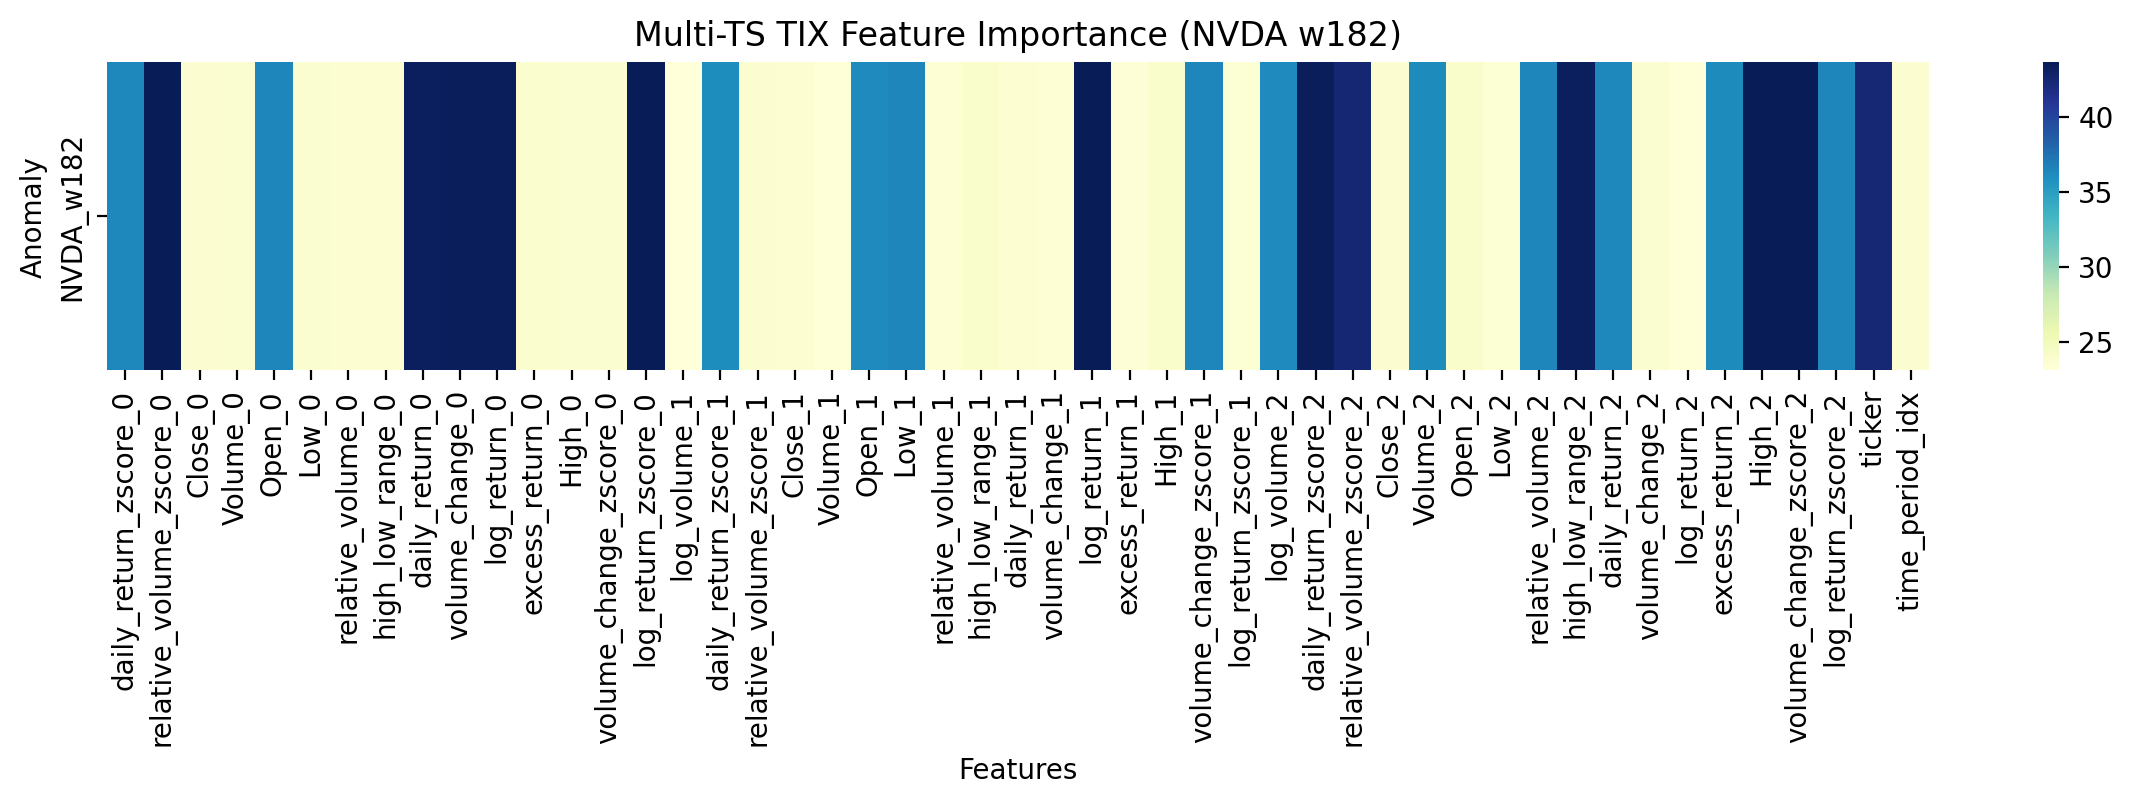 Multi-TS TIX Feature Importance (NVDA w182)
Anomaly
NVDA_w182
40
35
30
25
daily_return_zscore_0
relative_volume_zscore_0
Close_0
Volume_0
Open_0
Low_0
relative_volume_0
high_low_range_0
daily_return_0
volume_change_0
log_return_0
excess_return_0
High_0
volume_change_zscore_0
log_return_zscore_0
log_volume_1
daily_return_zscore_1
relative_volume_zscore_1
Close_1
Volume_1
Open_1
Low_1
relative_volume_1
high_low_range_1
daily_return_1
volume_change_1
log_return_1
excess_return_1
High_1
volume_change_zscore_1
log_return_zscore_1
log_volume_2
daily_return_zscore_2
relative_volume_zscore_2
Close_2
Volume_2
Open_2
Low_2
relative_volume_2
high_low_range_2
daily_return_2
volume_change_2
log_return_2
excess_return_2
High_2
volume_change_zscore_2
log_return_zscore_2
ticker
time_period_idx
Features